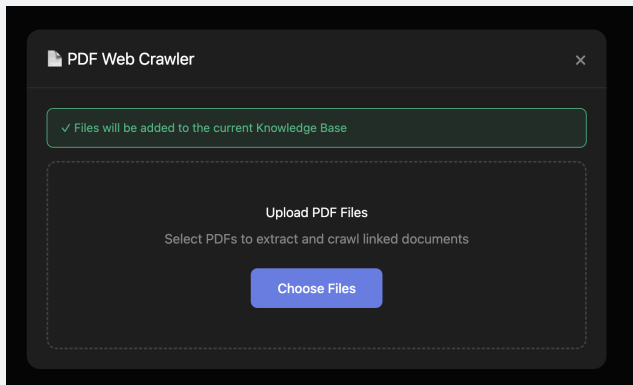 PDF Web Crawler
×
✓ Files will be added to the current Knowledge Base
Upload PDF Files
Select PDFs to extract and crawl linked documents
Choose Files